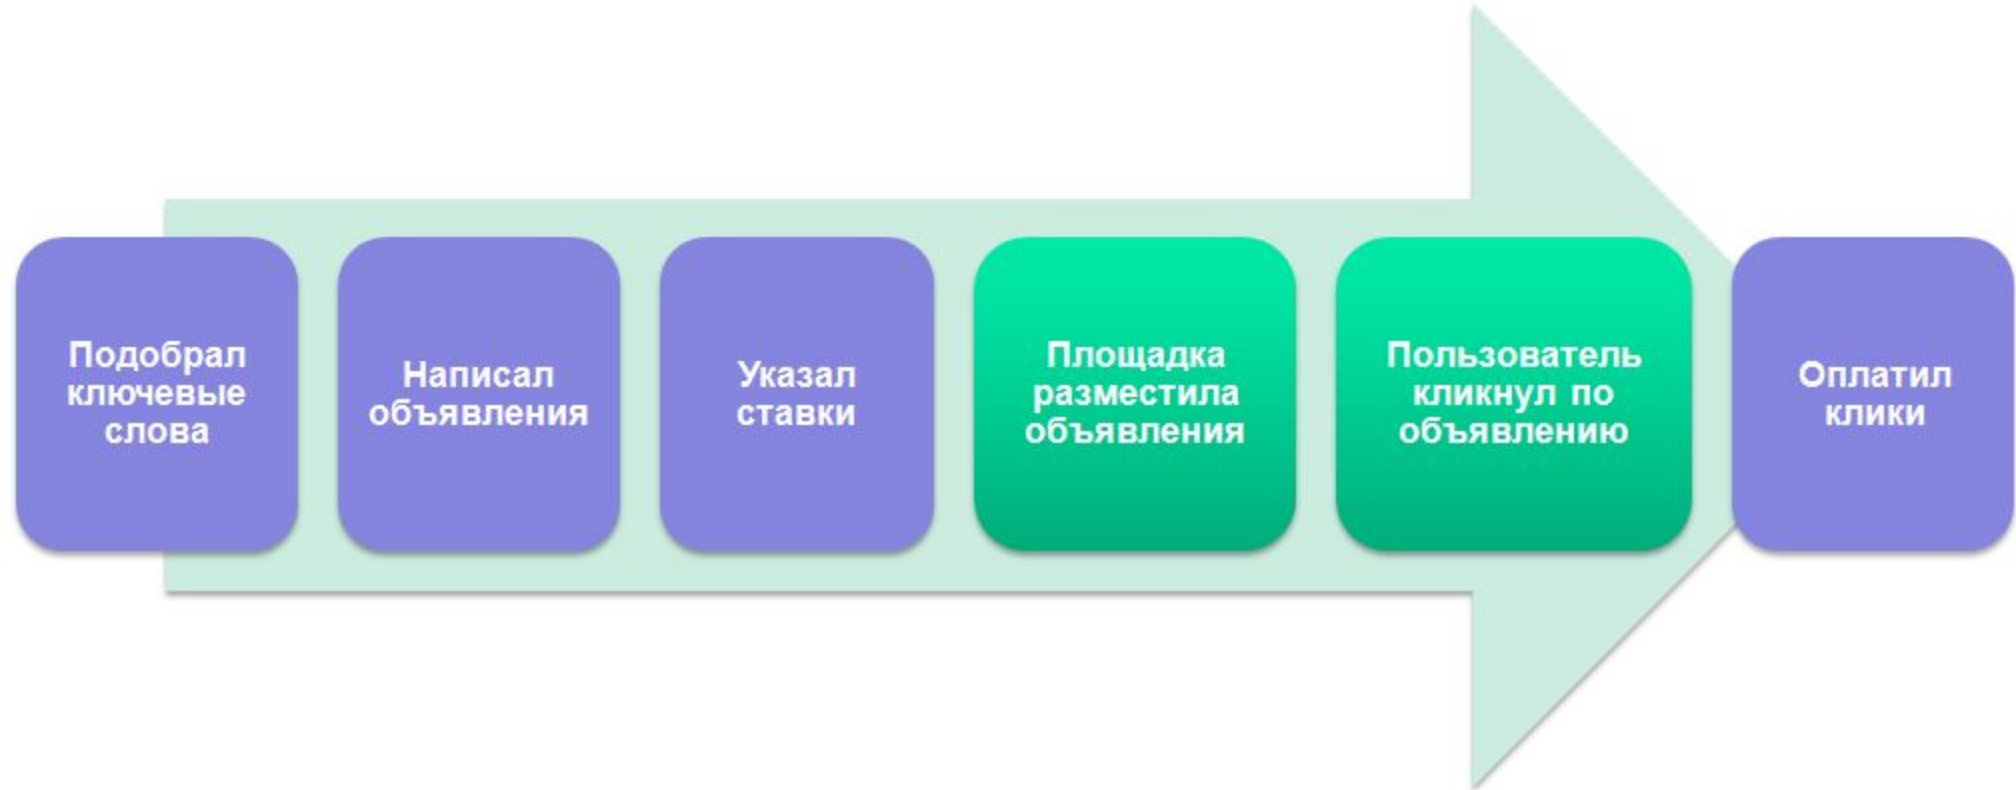 Подобрал
ключевые
слова
Написал
объявления
Указал
ставки
Площадка
разместила
объявления
Пользователь
кликнул по
объявлению
Оплатил
клики